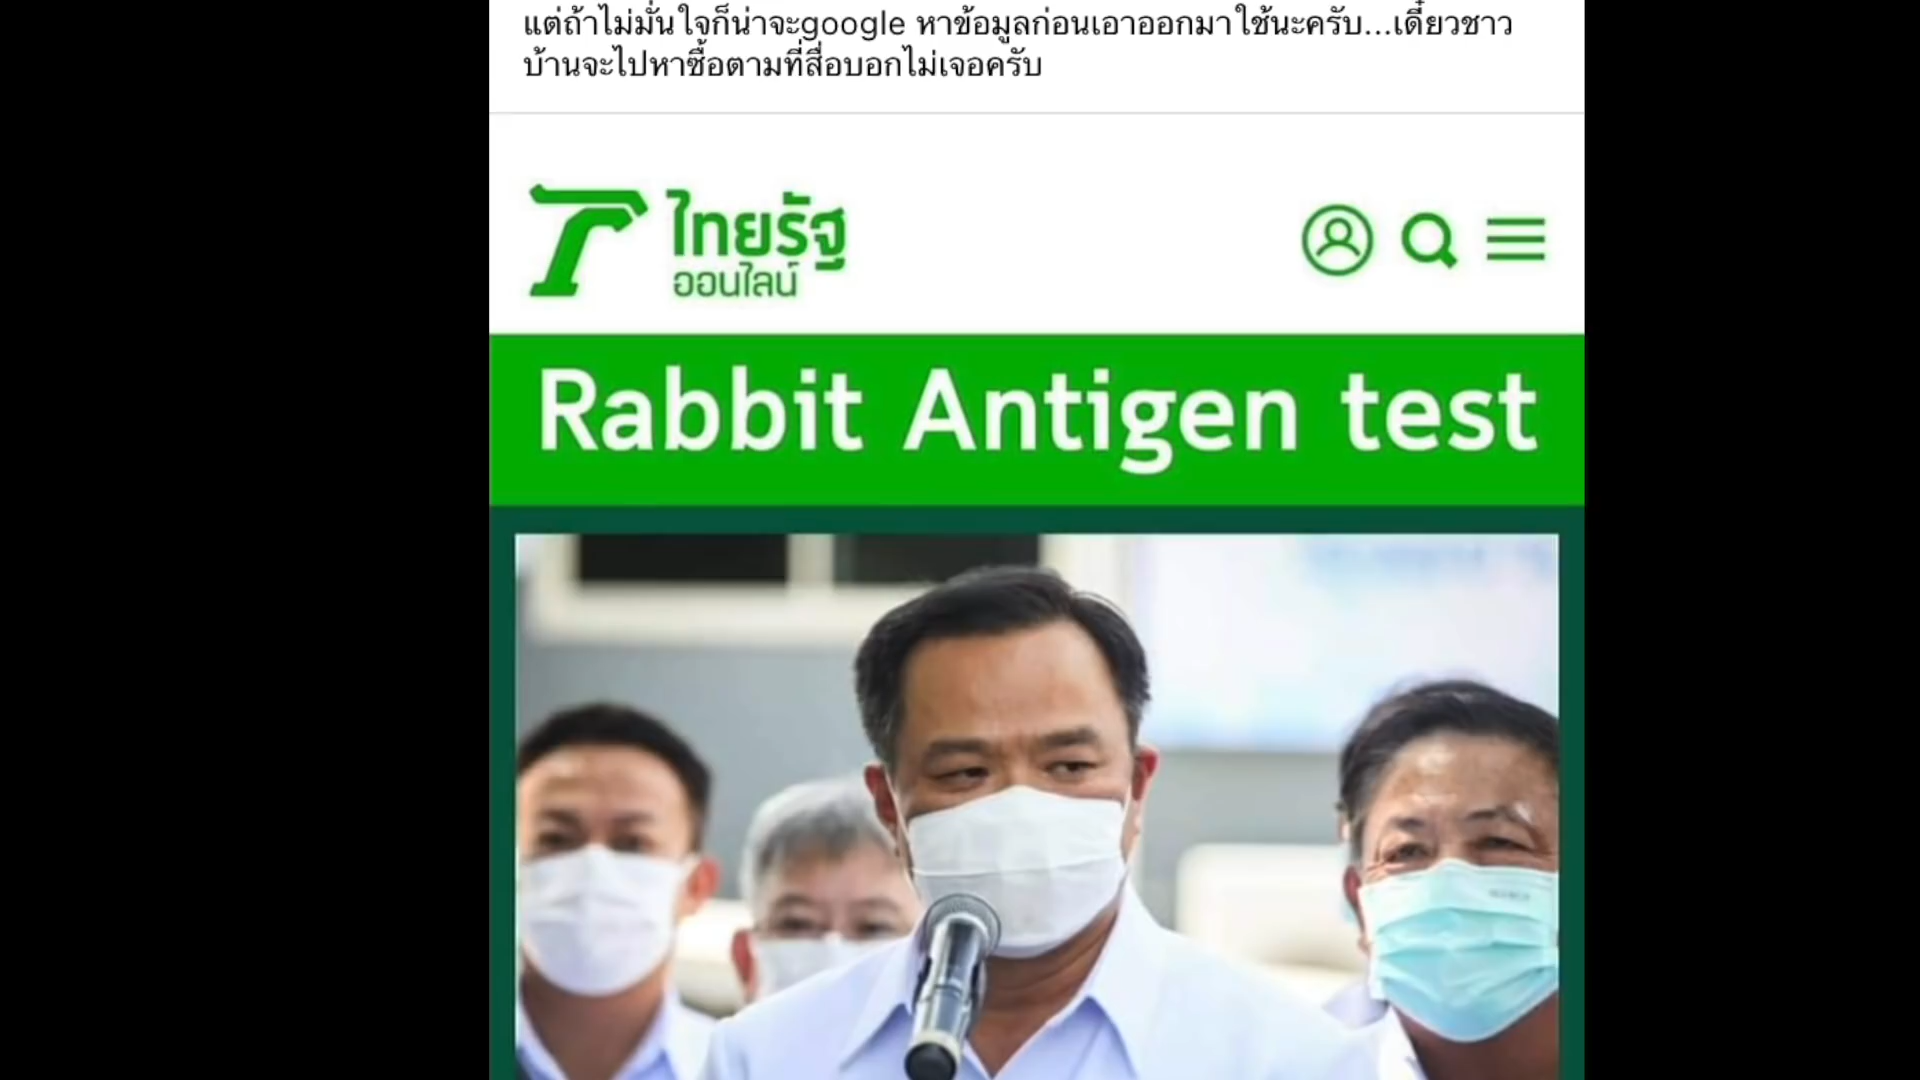 แต่ถ้าไม่มั่นใจก็น่าจะgoogle หาข้อมูลก่อนเอาออกมาใช้นะครับ...เดี๋ยวชาว
บ้านจะไปหาซื้อตามที่สื่อบอกไม่เจอครับ
ไทยรัฐ
ออนไลน์
Rabbit Antigen test